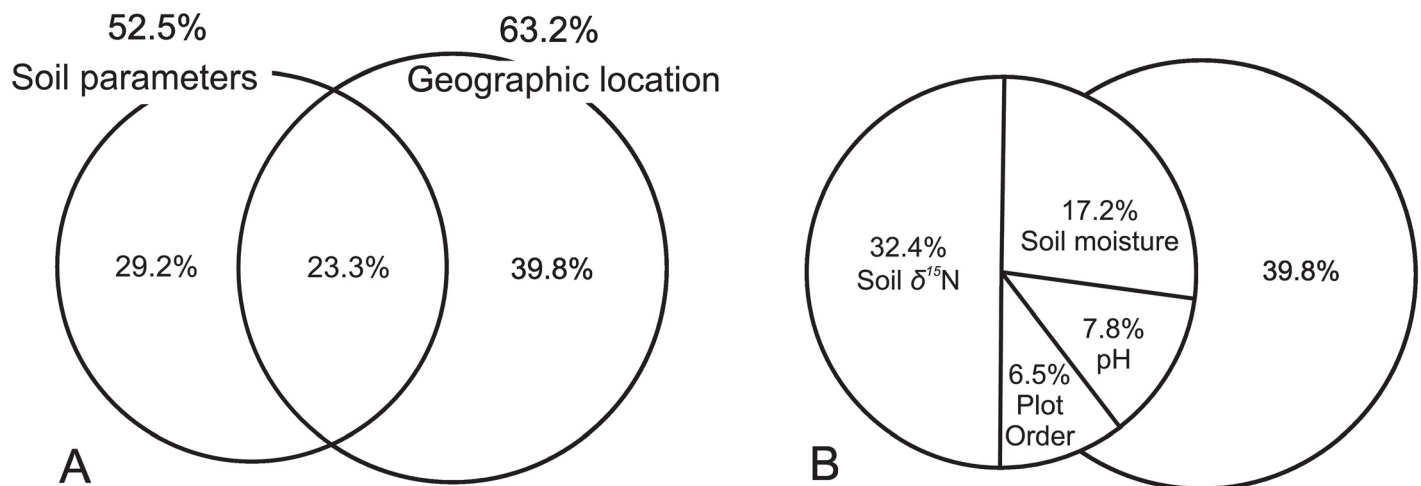 52.5%
Soil parameters
63.2%
Geographic location
29.2%
23.3%
39.8%
A
32.4%
Soil δ¹⁵N
17.2%
Soil moisture
7.8%
pH
6.5%
Plot
Order
39.8%
B